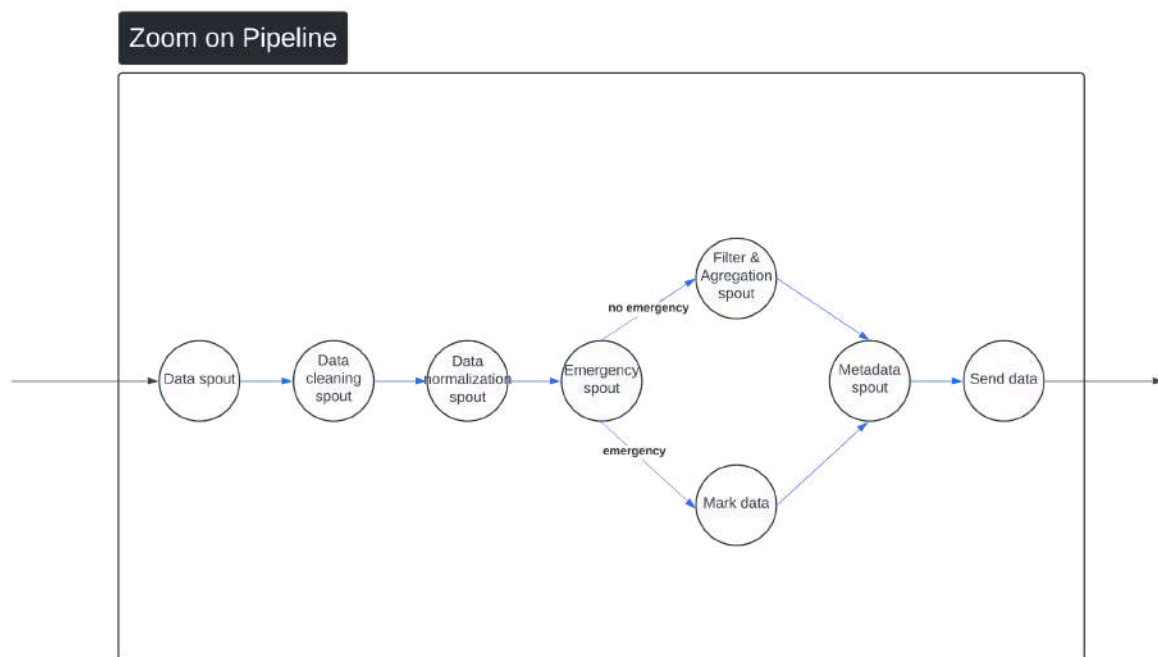 Zoom on Pipeline
Filter &
Agregation
spout
no emergency
Data spout
Data
cleaning
spout
Data
normalization
spout
Emergency
spout
Metadata
spout
Send data
emergency
Mark data